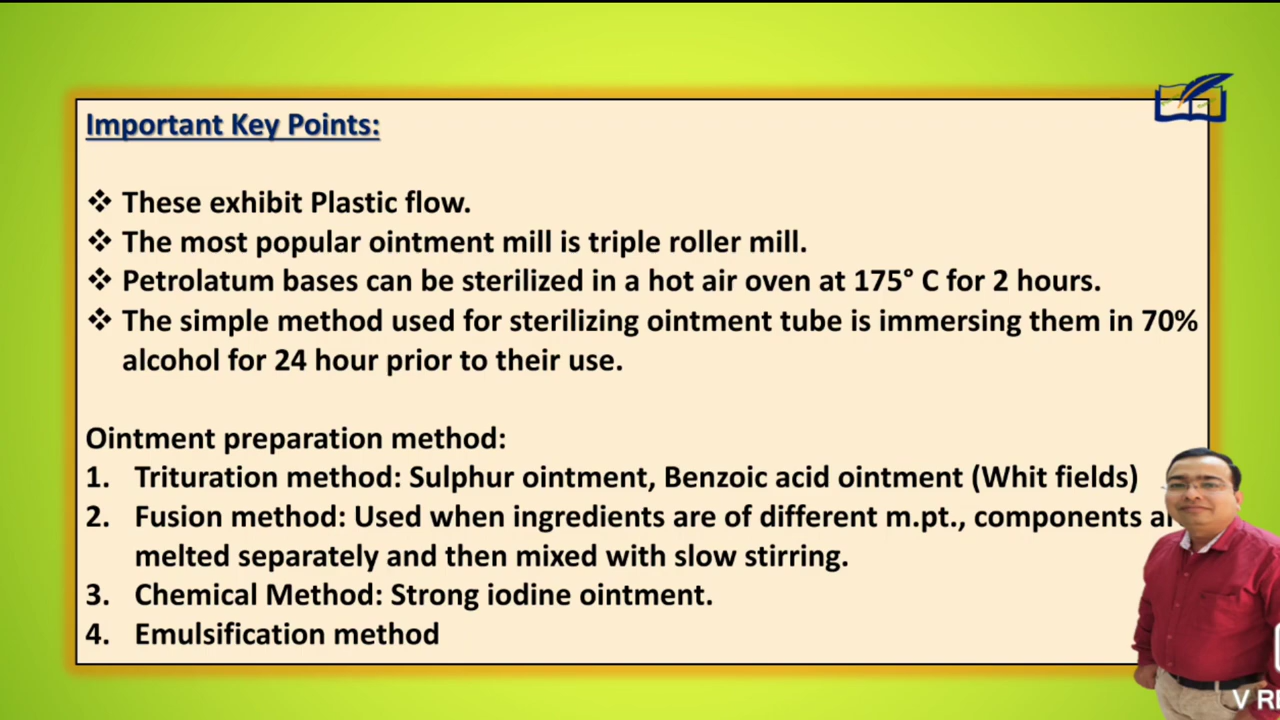 Important Key Points:
❖ These exhibit Plastic flow.
❖ The most popular ointment mill is triple roller mill.
❖ Petrolatum bases can be sterilized in a hot air oven at 175° C for 2 hours.
❖ The simple method used for sterilizing ointment tube is immersing them in 70%
alcohol for 24 hour prior to their use.
Ointment preparation method:
1. Trituration method: Sulphur ointment, Benzoic acid ointment (Whit fields)
2. Fusion method: Used when ingredients are of different m.pt., components
melted separately and then mixed with slow stirring.
3. Chemical Method: Strong iodine ointment.
4. Emulsification method
V